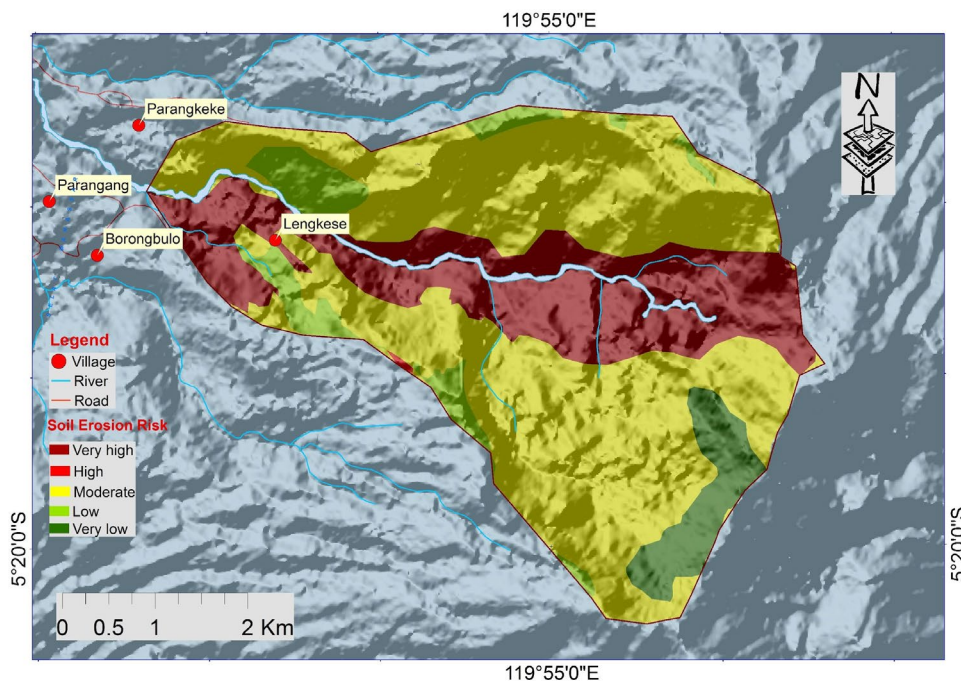 119°55'0"E
N
Parangkeke
Parangang
Borongbulo
Lengkese
Legend
Village
River
Road
Soil Erosion Risk
Very high
High
Moderate
Low
Very low
5°20'0"S
5°20'0"S
0 0.5 1 2 Km
119°55'0"E